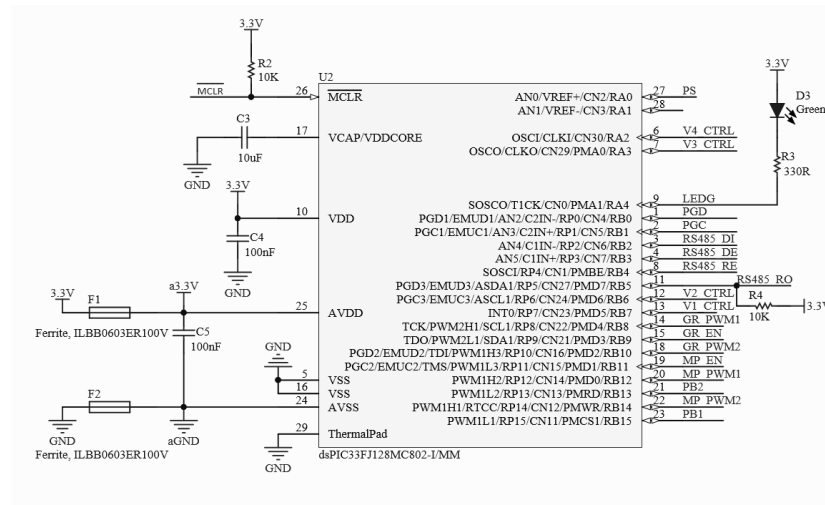 3.3V
R2
10K
U2
MCLR
26
MCLR
AN0/VREF+/CN2/RA0
27
PS
AN1/VREF-/CN3/RA1
28
3.3V
D3
Green
C3
10uF
GND
17
VCAP/VDDCORE
OSCI/CLKI/CN30/RA2
6
V4_CTRL
OSCO/CLKO/CN29/PMA0/RA3
7
V3_CTRL
R3
330R
3.3V
10
VDD
C4
100nF
GND
SOSCO/T1CK/CN0/PMA1/RA4
9
LEDG
PGD1/EMUD1/AN2/C2IN-/RP0/CN4/RB0
1
PGD
PGC1/EMUC1/AN3/C2IN+/RP1/CN5/RB1
2
PGC
AN4/C1IN-/RP2/CN6/RB2
3
RS485_DI
AN5/C1IN+/RP3/CN7/RB3
4
RS485_DE
SOSCI/RP4/CN1/PMBE/RB4
8
RS485_RE
PGD3/EMUD3/ASDA1/RP5/CN27/PMD7/RB5
11
RS485_RO
PGC3/EMUC3/ASCL1/RP6/CN24/PMD6/RB6
12
V2_CTRL
INT0/RP7/CN23/PMD5/RB7
13
V1_CTRL
R4
10K
3.3V
TCK/PWM2H1/SCL1/RP8/CN22/PMD4/RB8
14
GR_PWM1
TDO/PWM2L1/SDA1/RP9/CN21/PMD3/RB9
15
GR_EN
PGD2/EMUD2/TDI/PWM1H3/RP10/CN16/PMD2/RB10
18
GR_PWM2
PGC2/EMUC2/TMS/PWM1L3/RP11/CN15/PMD1/RB11
19
MP_EN
PWM1H2/RP12/CN14/PMD0/RB12
20
MP_PWM1
PWM1L2/RP13/CN13/PMRD/RB13
21
PB2
PWM1H1/RTCC/RP14/CN12/PMWR/RB14
22
MP_PWM2
PWM1L1/RP15/CN11/PMCS1/RB15
23
PB1
3.3V
F1
a3.3V
25
AVDD
Ferrite, ILBB0603ER100V
C5
100nF
GND
5
VSS
16
VSS
F2
24
AVSS
GND
aGND
Ferrite, ILBB0603ER100V
29
ThermalPad
GND
dsPIC33FJ128MC802-I/MM